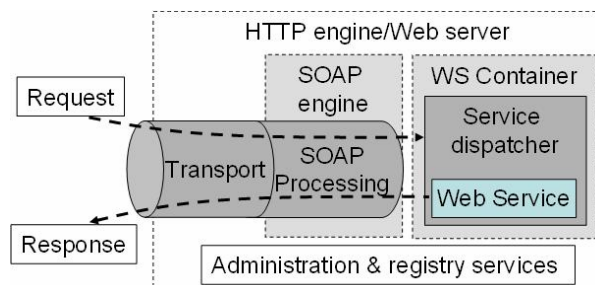 HTTP engine/Web server
SOAP
engine
WS Container
Request
Service
dispatcher
Transport
SOAP
Processing
Web Service
Response
Administration & registry services